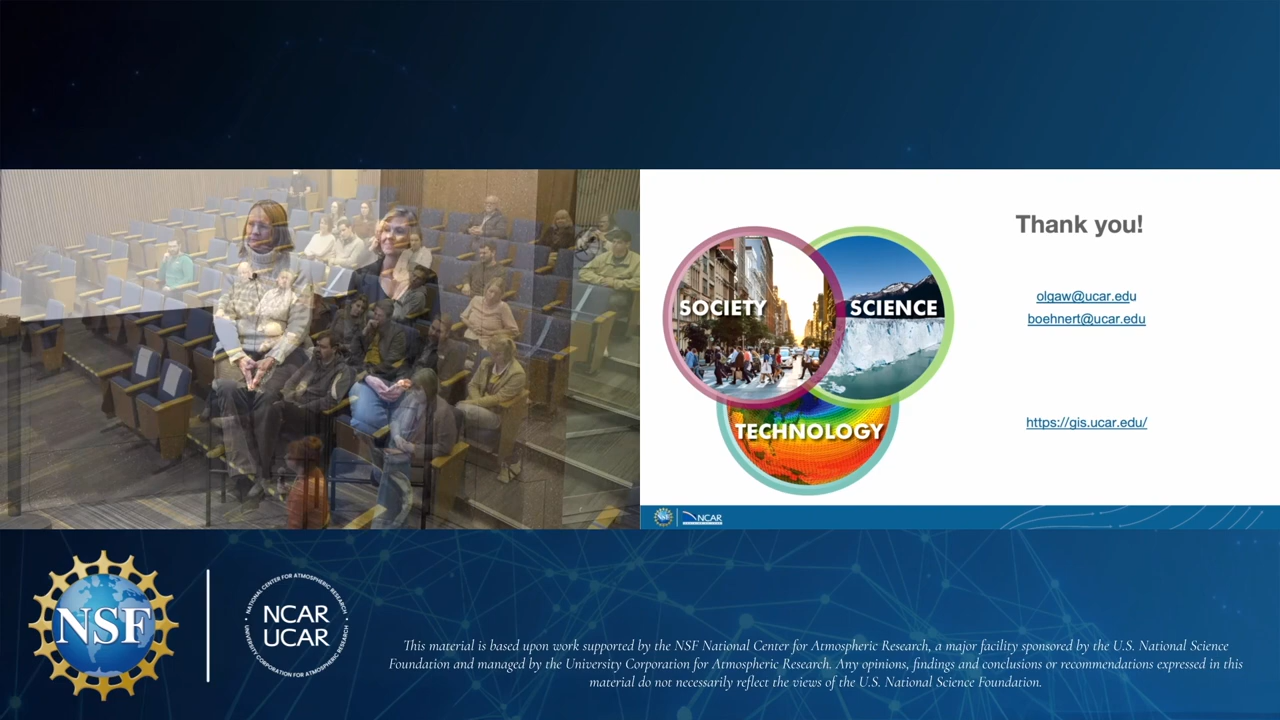 Thank you!
SOCIETY
SCIENCE
TECHNOLOGY
olgaw@ucar.edu
boehnert@ucar.edu
https://gis.ucar.edu/
NCAR
NSF
NATIONAL CENTER FOR ATMOSPHERIC RESEARCH
NCAR
UCAR
UNIVERSITY CORPORATION FOR ATMOSPHERIC RESEARCH
This material is based upon work supported by the NSF National Center for Atmospheric Research, a major facility sponsored by the U.S. National Science
Foundation and managed by the University Corporation for Atmospheric Research. Any opinions, findings and conclusions or recommendations expressed in this
material do not necessarily reflect the views of the U.S. National Science Foundation.